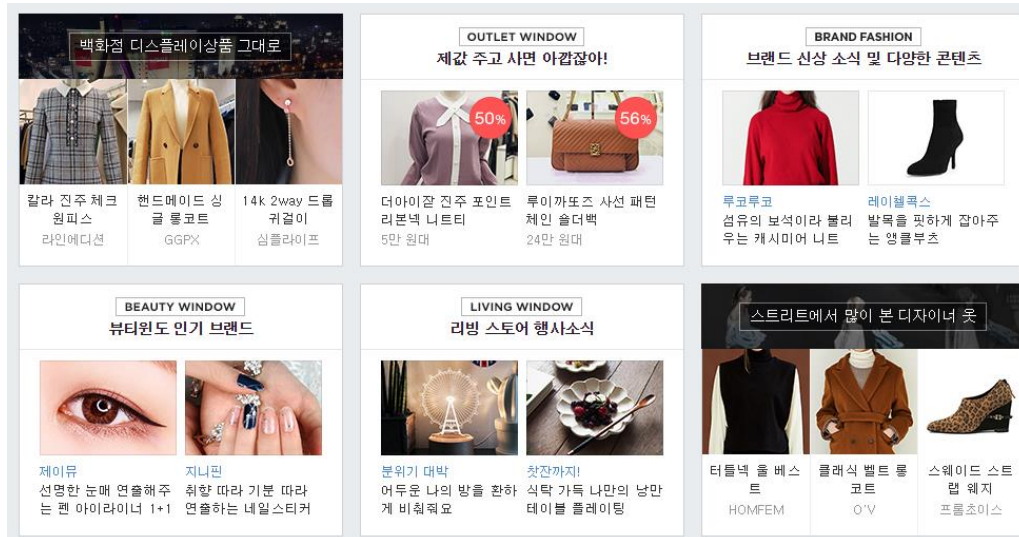 백화점 디스플레이상품 그대로
칼라 진주 체크
원피스
라인에디션
핸드메이드 싱
글 롱코트
GGPX
14k 2way 드롭
귀걸이
심플라이프
OUTLET WINDOW
제값 주고 사면 아깝잖아!
50%
더아이잗 진주 포인트
리본넥 니트티
5만 원대
56%
루이까또즈 사선 패턴
체인 숄더백
24만 원대
BRAND FASHION
브랜드 신상 소식 및 다양한 콘텐츠
루코루코
섬유의 보석이라 불리
우는 캐시미어 니트
레이첼콕스
발목을 핏하게 잡아주
는 앵클부츠
BEAUTY WINDOW
뷰티윈도 인기 브랜드
제이뮤
선명한 눈매 연출해주
는 펜 아이라이너 1+1
지니핀
취향 따라 기분 따라
연출하는 네일스티커
LIVING WINDOW
리빙 스토어 행사소식
분위기 대박
어두운 나의 방을 환하
게 비춰줘요
찻잔까지!
식탁 가득 나만의 낭만
테이블 플레이팅
스트리트에서 많이 본 디자이너 옷
터틀넥 울 베스
트
HOMFEM
클래식 벨트 롱
코트
O'V
스웨이드 스트
랩 웨지
프롬초이스